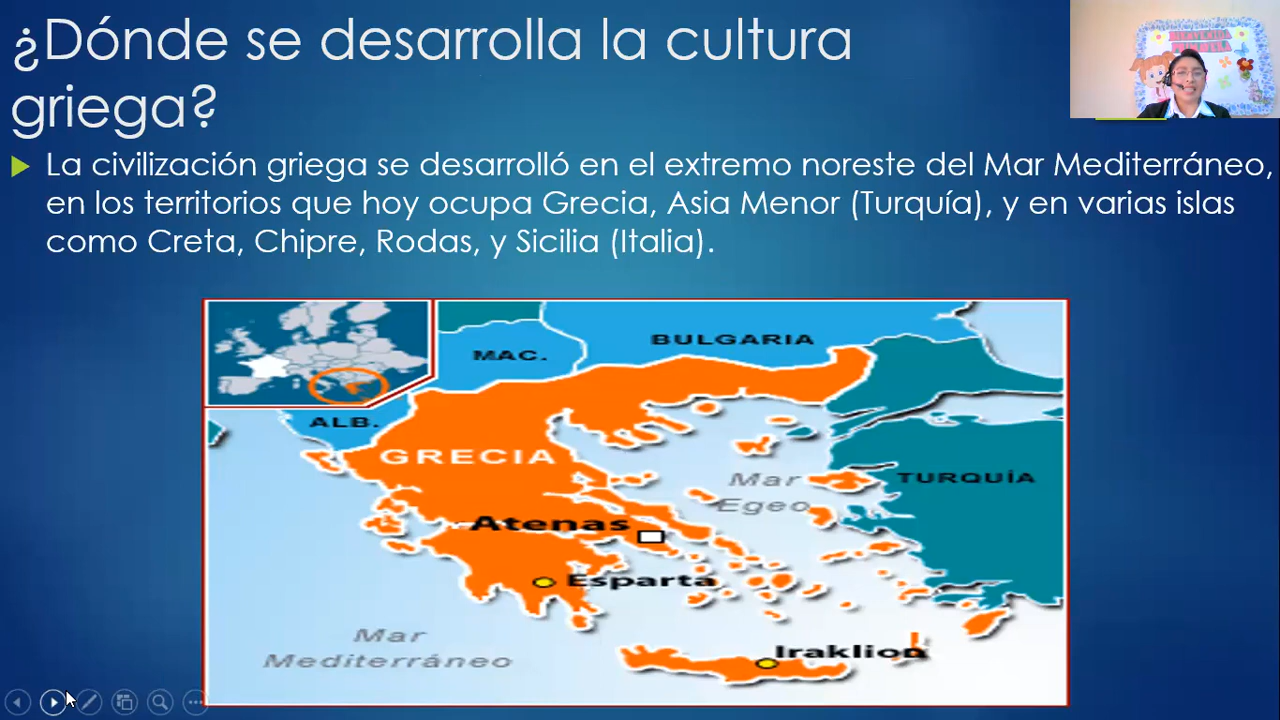 ¿Dónde se desarrolla la cultura
griega?
BIENVENIDA
PRIMAVERA
La civilización griega se desarrolló en el extremo noreste del Mar Mediterráneo,
en los territorios que hoy ocupa Grecia, Asia Menor (Turquía), y en varias islas
como Creta, Chipre, Rodas, y Sicilia (Italia).
BULGARIA
MAC.
ALB.
GRECIA
Mar
Egeo
TURQUÍA
Atenas
Esparta
Mar
Mediterráneo
Iraklion